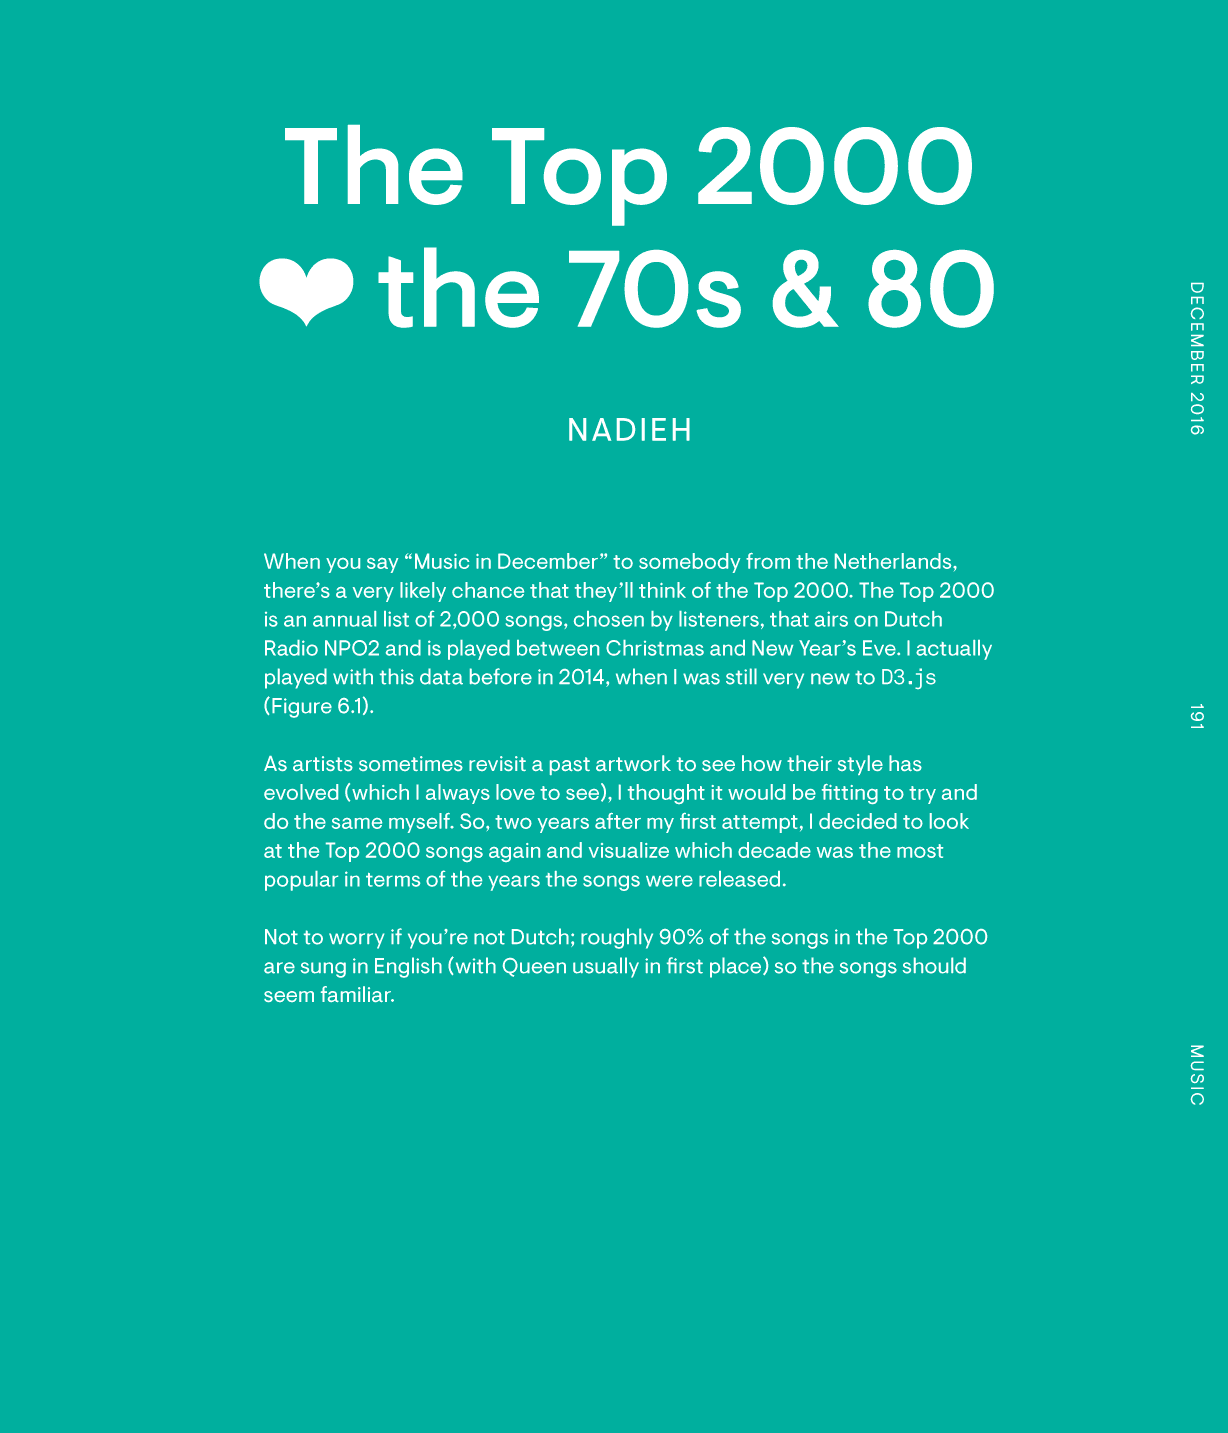 The Top 2000
❤ the 70s & 80
NADIEH
When you say “Music in December” to somebody from the Netherlands,
there’s a very likely chance that they’ll think of the Top 2000. The Top 2000
is an annual list of 2,000 songs, chosen by listeners, that airs on Dutch
Radio NPO2 and is played between Christmas and New Year’s Eve. I actually
played with this data before in 2014, when I was still very new to D3.js
(Figure 6.1).
As artists sometimes revisit a past artwork to see how their style has
evolved (which I always love to see), I thought it would be fitting to try and
do the same myself. So, two years after my first attempt, I decided to look
at the Top 2000 songs again and visualize which decade was the most
popular in terms of the years the songs were released.
Not to worry if you’re not Dutch; roughly 90% of the songs in the Top 2000
are sung in English (with Queen usually in first place) so the songs should
seem familiar.
DECEMBER 2016
191
MUSIC